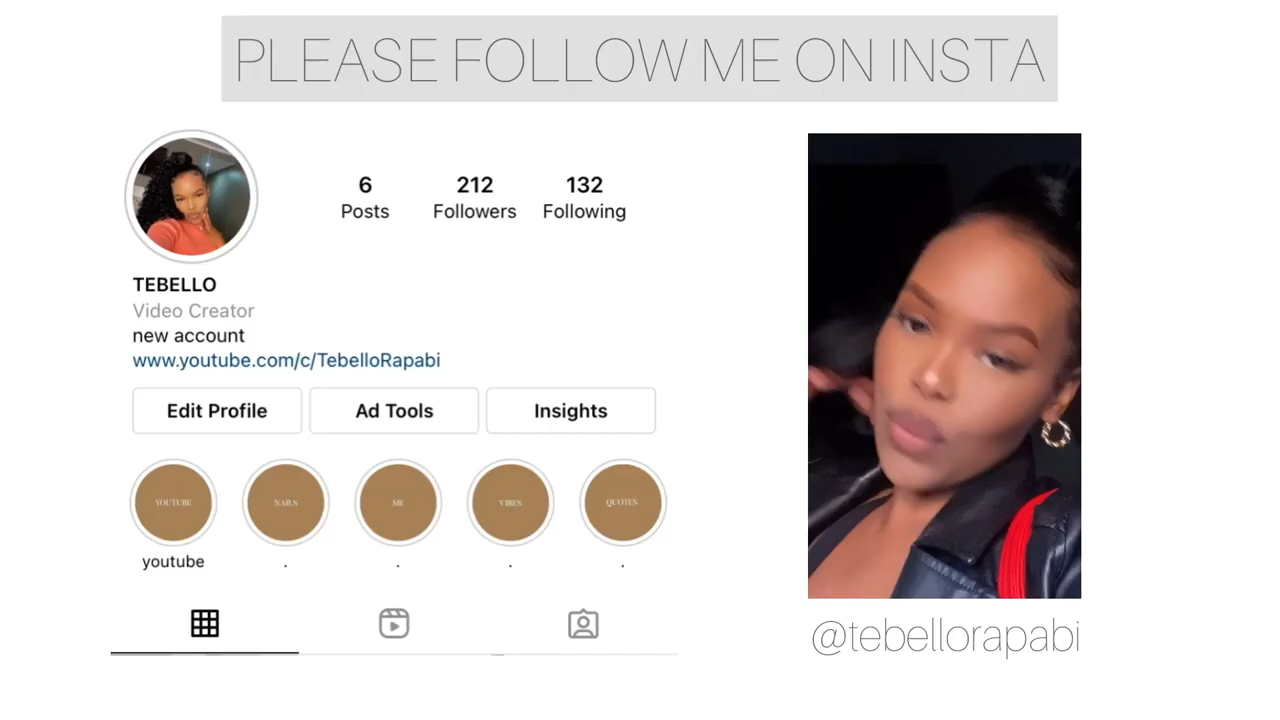 PLEASE FOLLOW ME ON INSTA
6
Posts
212
Followers
132
Following
TEBELLO
Video Creator
new account
www.youtube.com/c/TebelloRapabi
Edit Profile
Ad Tools
Insights
YOUTUBE
NAILS
ME
VIBES
QUOTES
youtube
.
.
.
.
@tebellorapabi